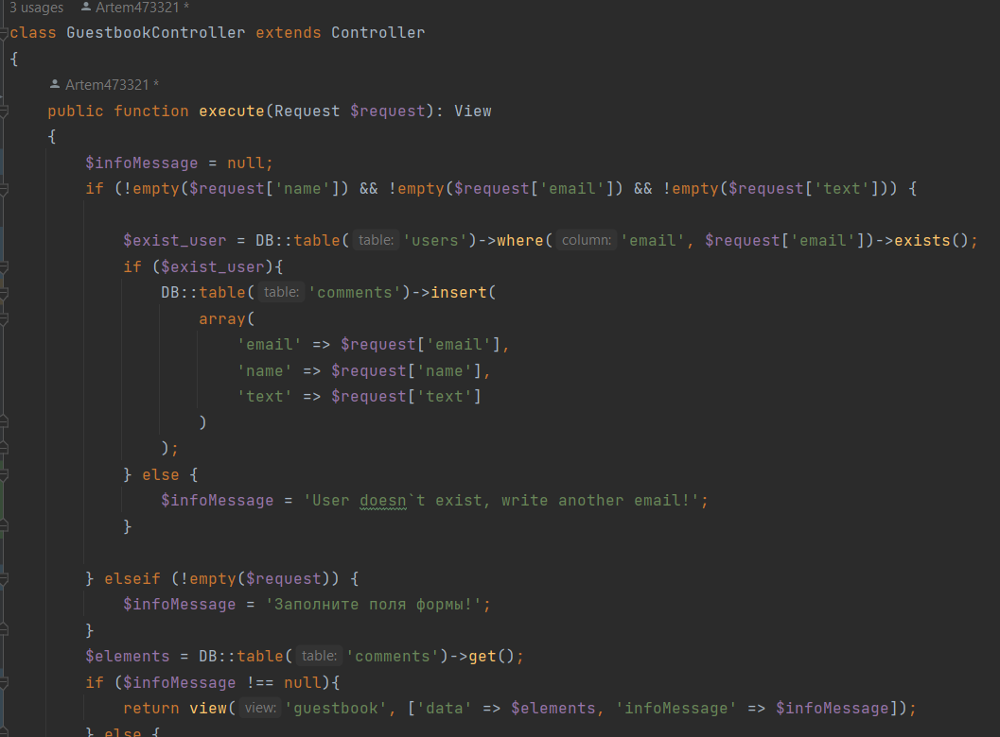 3 usages Artem473321 *
class GuestbookController extends Controller
{
Artem473321 *
public function execute(Request $request): View
{
$infoMessage = null;
if (!empty($request['name']) && !empty($request['email']) && !empty($request['text'])) {
$exist_user = DB::table( table: 'users')->where( column: 'email', $request['email'])->exists();
if ($exist_user){
DB::table( table: 'comments')->insert(
array(
'email' => $request['email'],
'name' => $request['name'],
'text' => $request['text']
)
);
} else {
$infoMessage = 'User doesn`t exist, write another email!';
}
} elseif (!empty($request)) {
$infoMessage = 'Заполните поля формы!';
}
$elements = DB::table( table: 'comments')->get();
if ($infoMessage !== null){
return view( view: 'guestbook', ['data' => $elements, 'infoMessage' => $infoMessage]);
} else {